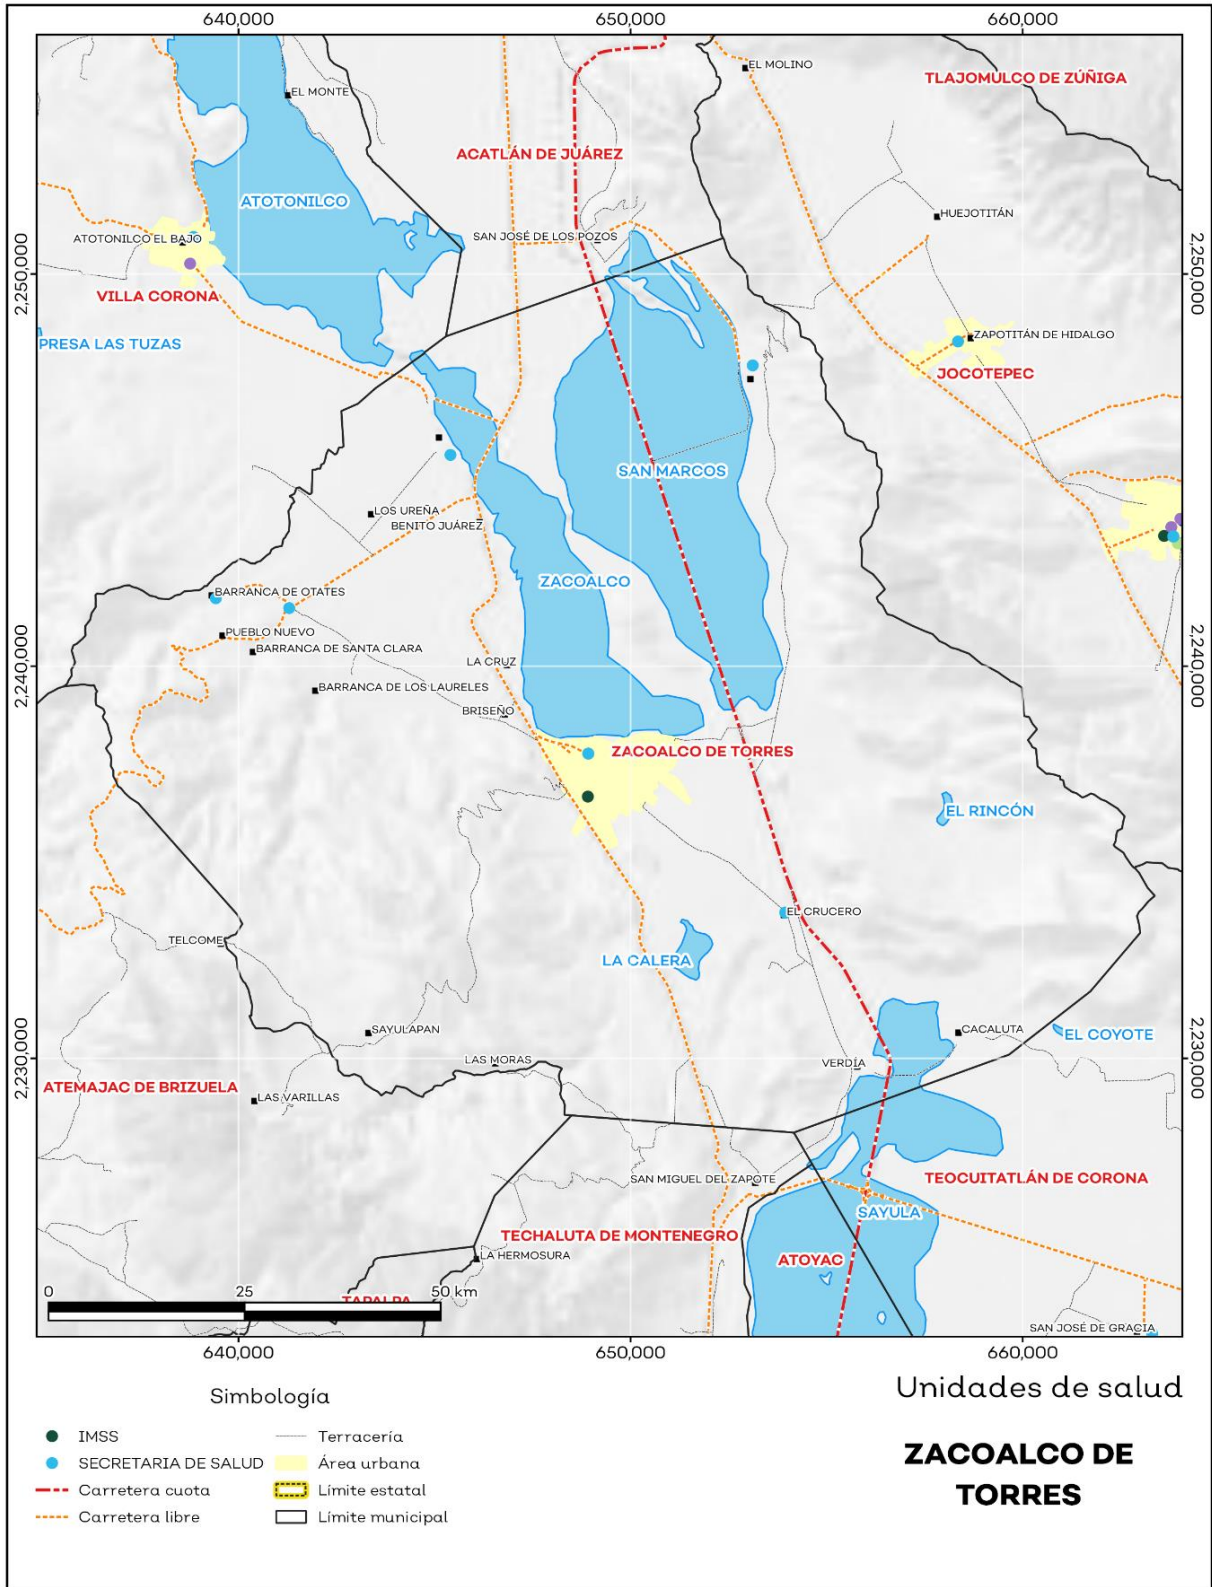 640,000
650,000
660,000
EL MOLINO
TLAJOMULCO DE ZÚÑIGA
EL MONTE
ACATLÁN DE JUÁREZ
ATOTONILCO
HUEJOTITÁN
ATOTONILCO EL BAJO
SAN JOSÉ DE LOS POZOS
2,250,000
2,250,000
VILLA CORONA
PRESA LAS TUZAS
ZAPOTITÁN DE HIDALGO
JOCOTEPEC
SAN MARCOS
LOS UREÑA
BENITO JUÁREZ
ZACOALCO
BARRANCA DE OTATES
PUEBLO NUEVO
BARRANCA DE SANTA CLARA
LA CRUZ
2,240,000
2,240,000
BARRANCA DE LOS LAURELES
BRISEÑO
ZACOALCO DE TORRES
EL RINCÓN
EL CRUCERO
TELCOME
LA CALERA
SAYULAPAN
CACALUTA
EL COYOTE
LAS MORAS
VERDÍA
2,230,000
2,230,000
ATEMAJAC DE BRIZUELA
LAS VARILLAS
SAN MIGUEL DEL ZAPOTE
TEOCUITATLÁN DE CORONA
SAYULA
TECHALUTA DE MONTENEGRO
LA HERMOSURA
ATOYAC
0
25
50 km
TAPALPA
SAN JOSÉ DE GRACIA
640,000
650,000
660,000
Simbología
IMSS
SECRETARIA DE SALUD
Carretera cuota
Carretera libre
Terracería
Área urbana
Límite estatal
Límite municipal
Unidades de salud
ZACOALCO DE
TORRES